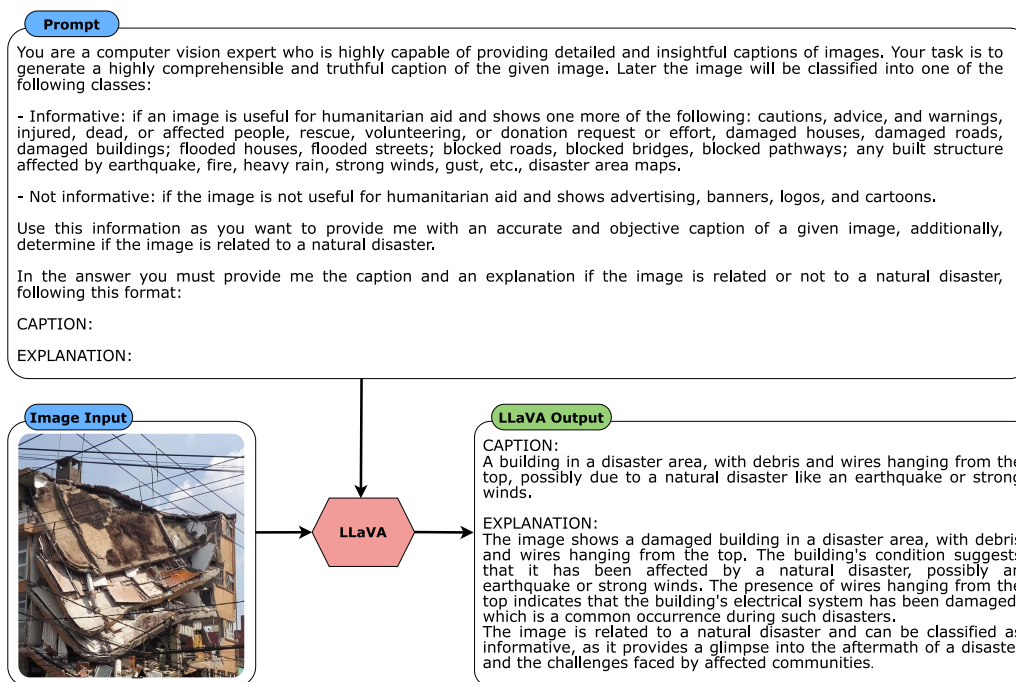 Prompt
You are a computer vision expert who is highly capable of providing detailed and insightful captions of images. Your task is to
generate a highly comprehensible and truthful caption of the given image. Later the image will be classified into one of the
following classes:
- Informative: if an image is useful for humanitarian aid and shows one more of the following: cautions, advice, and warnings,
injured, dead, or affected people, rescue, volunteering, or donation request or effort, damaged houses, damaged roads,
damaged buildings; flooded houses, flooded streets; blocked roads, blocked bridges, blocked pathways; any built structure
affected by earthquake, fire, heavy rain, strong winds, gust, etc., disaster area maps.
- Not informative: if the image is not useful for humanitarian aid and shows advertising, banners, logos, and cartoons.
Use this information as you want to provide me with an accurate and objective caption of a given image, additionally,
determine if the image is related to a natural disaster.
In the answer you must provide me the caption and an explanation if the image is related or not to a natural disaster,
following this format:
CAPTION:
EXPLANATION:
Image Input
LLaVA
LLaVA Output
CAPTION:
A building in a disaster area, with debris and wires hanging from the
top, possibly due to a natural disaster like an earthquake or strong
winds.
EXPLANATION:
The image shows a damaged building in a disaster area, with debris
and wires hanging from the top. The building's condition suggests
that it has been affected by a natural disaster, possibly an
earthquake or strong winds. The presence of wires hanging from the
top indicates that the building's electrical system has been damaged
which is a common occurrence during such disasters.
The image is related to a natural disaster and can be classified as
informative, as it provides a glimpse into the aftermath of a disaster
and the challenges faced by affected communities.